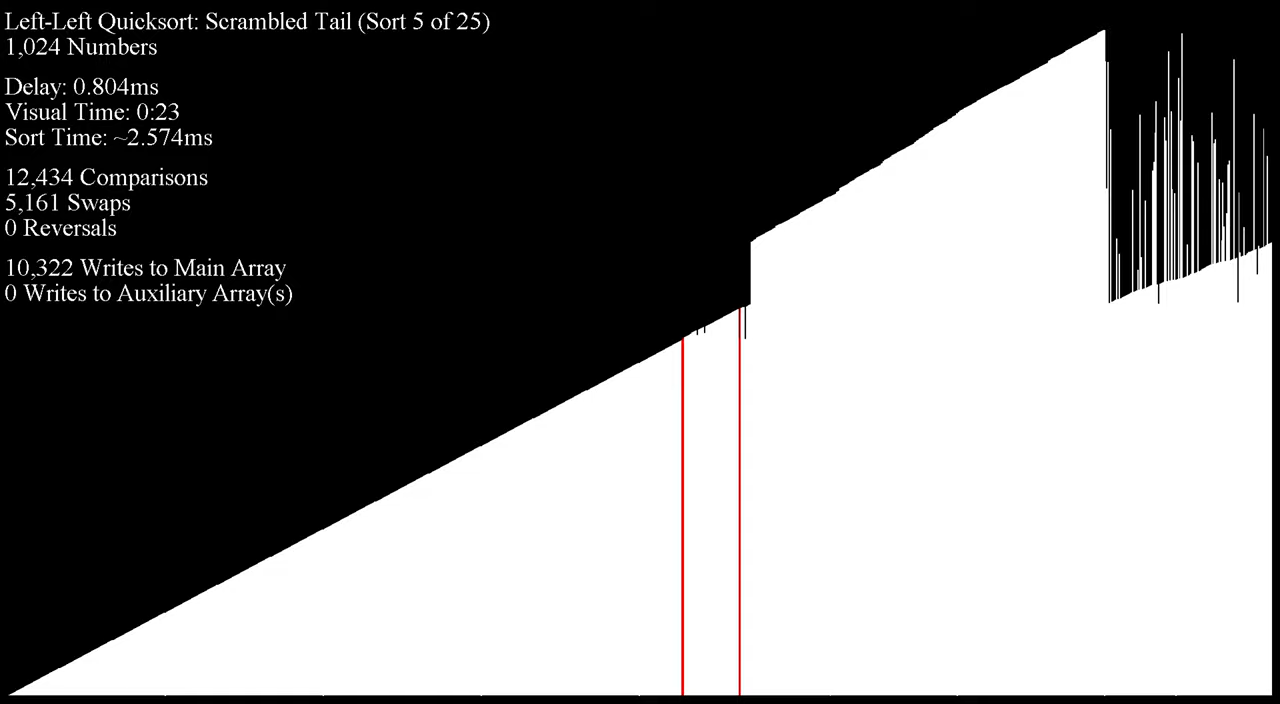 Left-Left Quicksort: Scrambled Tail (Sort 5 of 25)
1,024 Numbers
Delay: 0.804ms
Visual Time: 0:23
Sort Time: ~2.574ms
12,434 Comparisons
5,161 Swaps
0 Reversals
10,322 Writes to Main Array
0 Writes to Auxiliary Array(s)